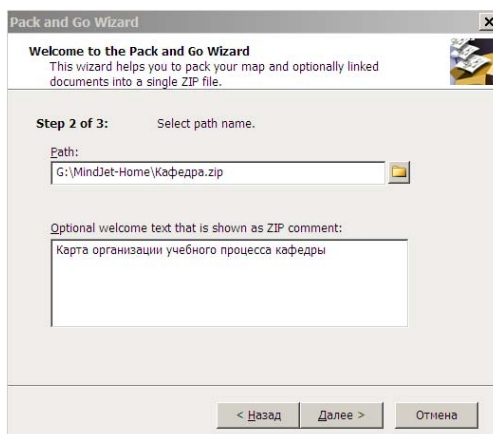 Pack and Go Wizard
Welcome to the Pack and Go Wizard
This wizard helps you to pack your map and optionally linked
documents into a single ZIP file.
Step 2 of 3: Select path name.
Path:
G:\MindJet-Home\Кафедра.zip
Optional welcome text that is shown as ZIP comment:
Карта организации учебного процесса кафедры
< Назад Далее > Отмена